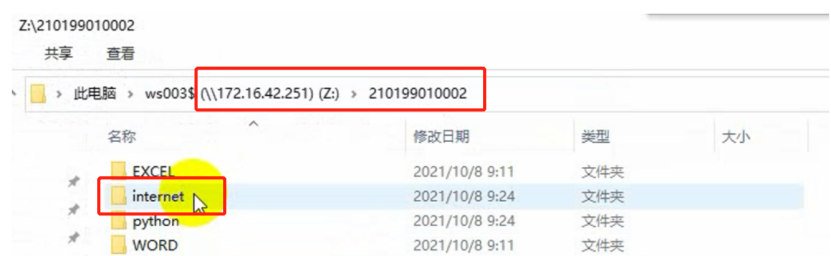 Z:\210199010002
共享 查看
此电脑 > ws003$ (\\172.16.42.251) (Z:) > 210199010002
名称 修改日期 类型 大小
EXCEL 2021/10/8 9:11 文件夹
internet 2021/10/8 9:24 文件夹
python 2021/10/8 9:24 文件夹
WORD 2021/10/8 9:11 文件夹